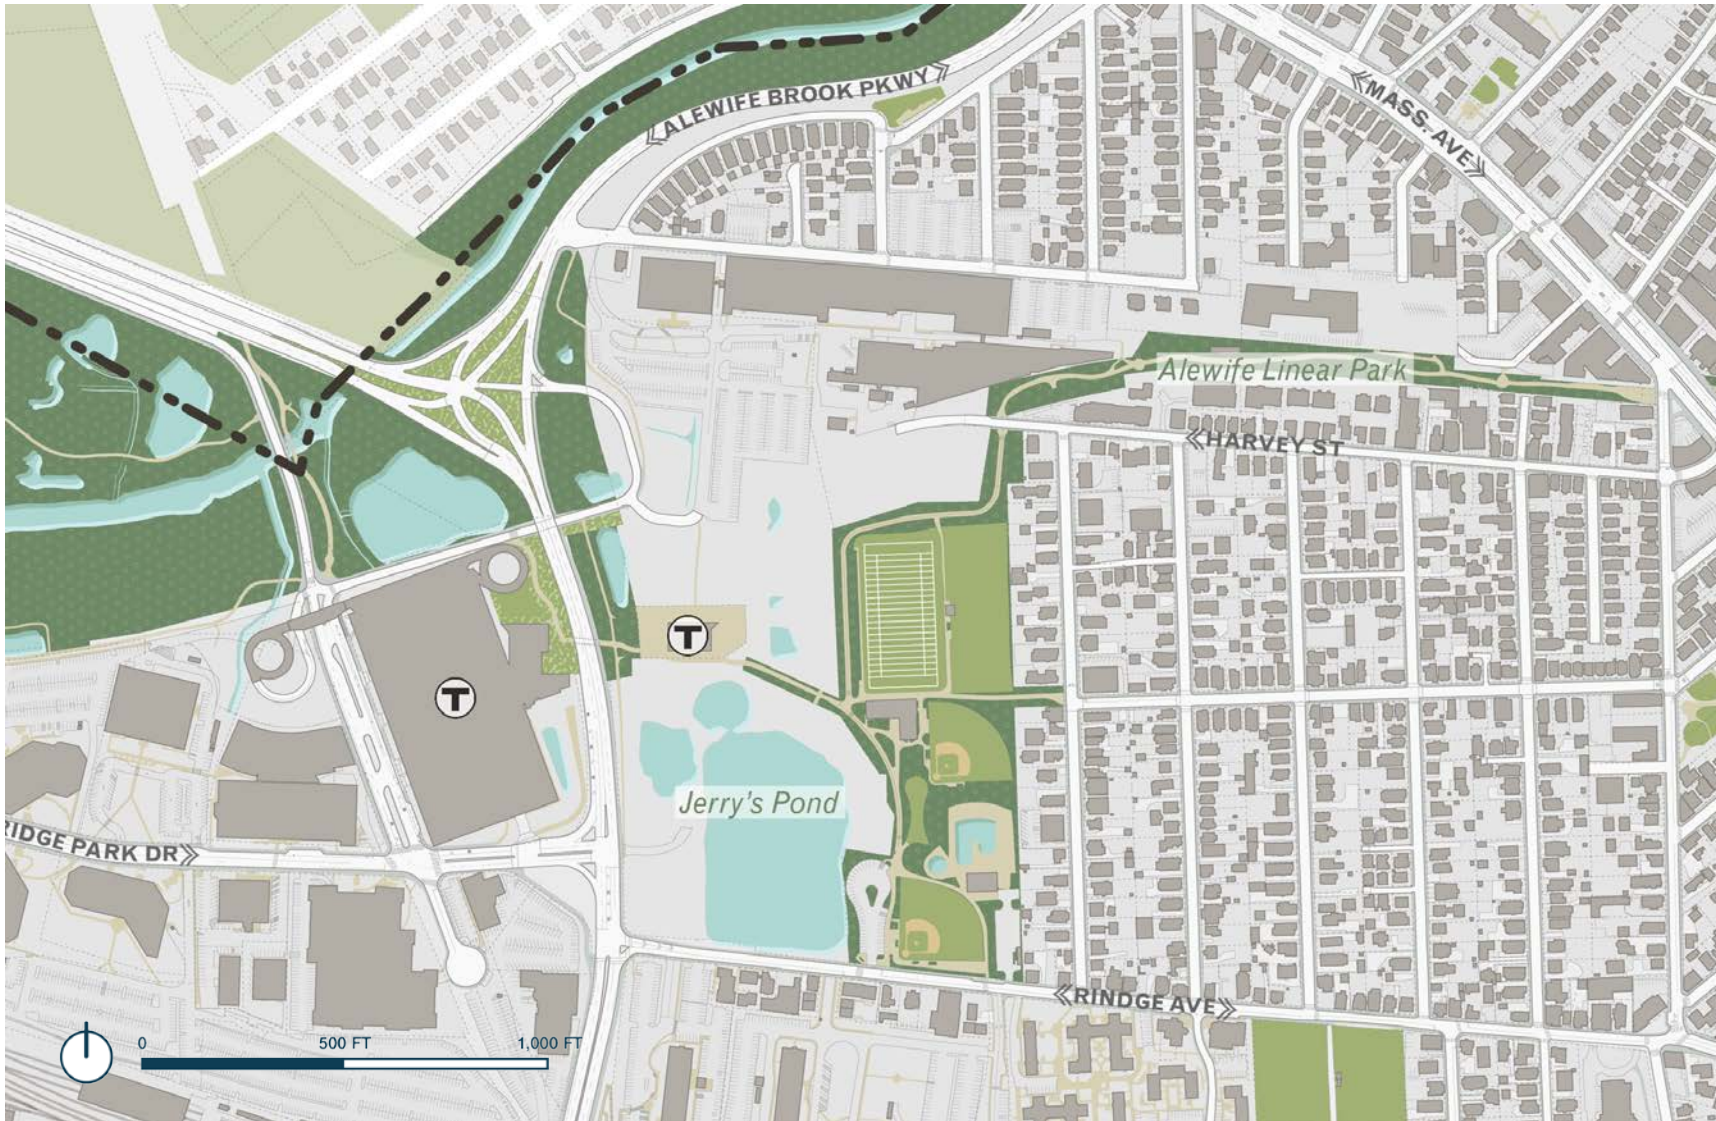 ALEWIFE BROOK PKWY
MASS. AVE
Alewife Linear Park
HARVEY ST
T
T
Jerry's Pond
RIDGE PARK DR
RINDGE AVE
0 500 FT 1,000 FT